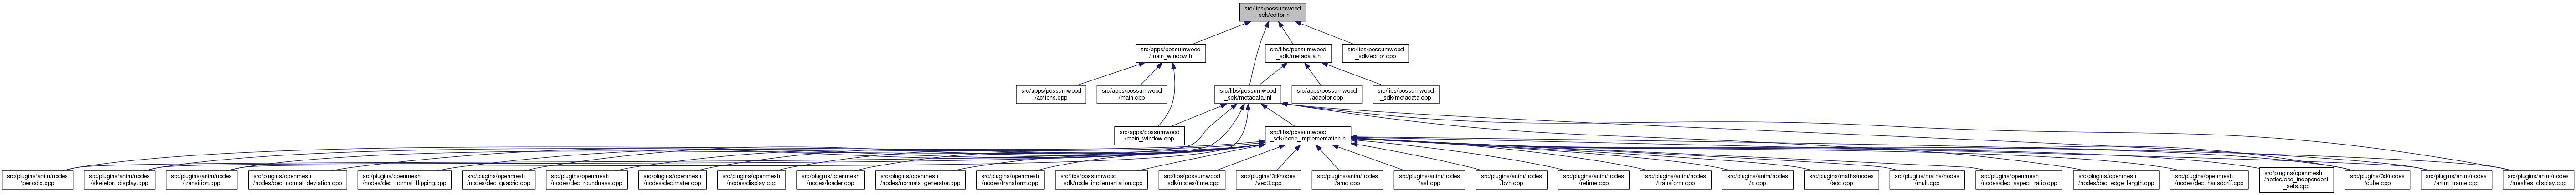 src/libs/possumwood
_sdk/editor.h
src/apps/possumwood
/main_window.h
src/libs/possumwood
_sdk/metadata.h
src/libs/possumwood
_sdk/editor.cpp
src/apps/possumwood
/actions.cpp
src/apps/possumwood
/main.cpp
src/libs/possumwood
_sdk/metadata.inl
src/apps/possumwood
/adaptor.cpp
src/libs/possumwood
_sdk/metadata.cpp
src/apps/possumwood
/main_window.cpp
src/libs/possumwood
_sdk/node_implementation.h
src/plugins/anim/nodes
/periodic.cpp
src/plugins/anim/nodes
/skeleton_display.cpp
src/plugins/anim/nodes
/transition.cpp
src/plugins/openmesh
/nodes/dec_normal_deviation.cpp
src/plugins/openmesh
/nodes/dec_normal_flipping.cpp
src/plugins/openmesh
/nodes/dec_quadric.cpp
src/plugins/openmesh
/nodes/dec_roundness.cpp
src/plugins/openmesh
/nodes/decimater.cpp
src/plugins/openmesh
/nodes/display.cpp
src/plugins/openmesh
/nodes/loader.cpp
src/plugins/openmesh
/nodes/normals_generator.cpp
src/plugins/openmesh
/nodes/transform.cpp
src/libs/possumwood
_sdk/node_implementation.cpp
src/libs/possumwood
_sdk/nodes/time.cpp
src/plugins/3d/nodes
/vec3.cpp
src/plugins/anim/nodes
/amc.cpp
src/plugins/anim/nodes
/asf.cpp
src/plugins/anim/nodes
/bvh.cpp
src/plugins/anim/nodes
/retime.cpp
src/plugins/anim/nodes
/transform.cpp
src/plugins/anim/nodes
/x.cpp
src/plugins/maths/nodes
/add.cpp
src/plugins/maths/nodes
/mult.cpp
src/plugins/openmesh
/nodes/dec_aspect_ratio.cpp
src/plugins/openmesh
/nodes/dec_edge_length.cpp
src/plugins/openmesh
/nodes/dec_hausdorff.cpp
src/plugins/openmesh
/nodes/dec_independent
_sets.cpp
src/plugins/3d/nodes
/cube.cpp
src/plugins/anim/nodes
/anim_frame.cpp
src/plugins/anim/nodes
/meshes_display.cpp